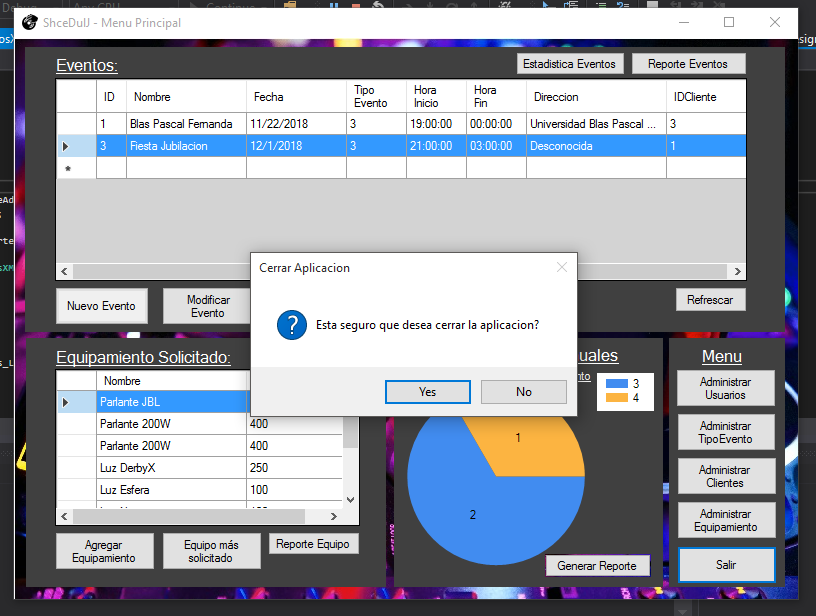 ShceDulJ - Menu Principal
Eventos:
Estadistica Eventos
Reporte Eventos
ID Nombre Fecha Tipo Evento Hora Inicio Hora Fin Direccion IDCliente
1 Blas Pascal Fernanda 11/22/2018 3 19:00:00 00:00:00 Universidad Blas Pascal ... 3
3 Fiesta Jubilacion 12/1/2018 3 21:00:00 03:00:00 Desconocida 1
Nuevo Evento
Modificar
Evento
Refrescar
Cerrar Aplicacion
Esta seguro que desea cerrar la aplicacion?
Yes
No
Equipamiento Solicitado:
Nombre
Parlante JBL
Parlante 200W 400
Parlante 200W 400
Luz DerbyX 250
Luz Esfera 100
Agregar
Equipamiento
Equipo más
solicitado
Reporte Equipo
uales
nto
3
4
1
2
Generar Reporte
Menu
Administrar
Usuarios
Administrar
TipoEvento
Administrar
Clientes
Administrar
Equipamiento
Salir